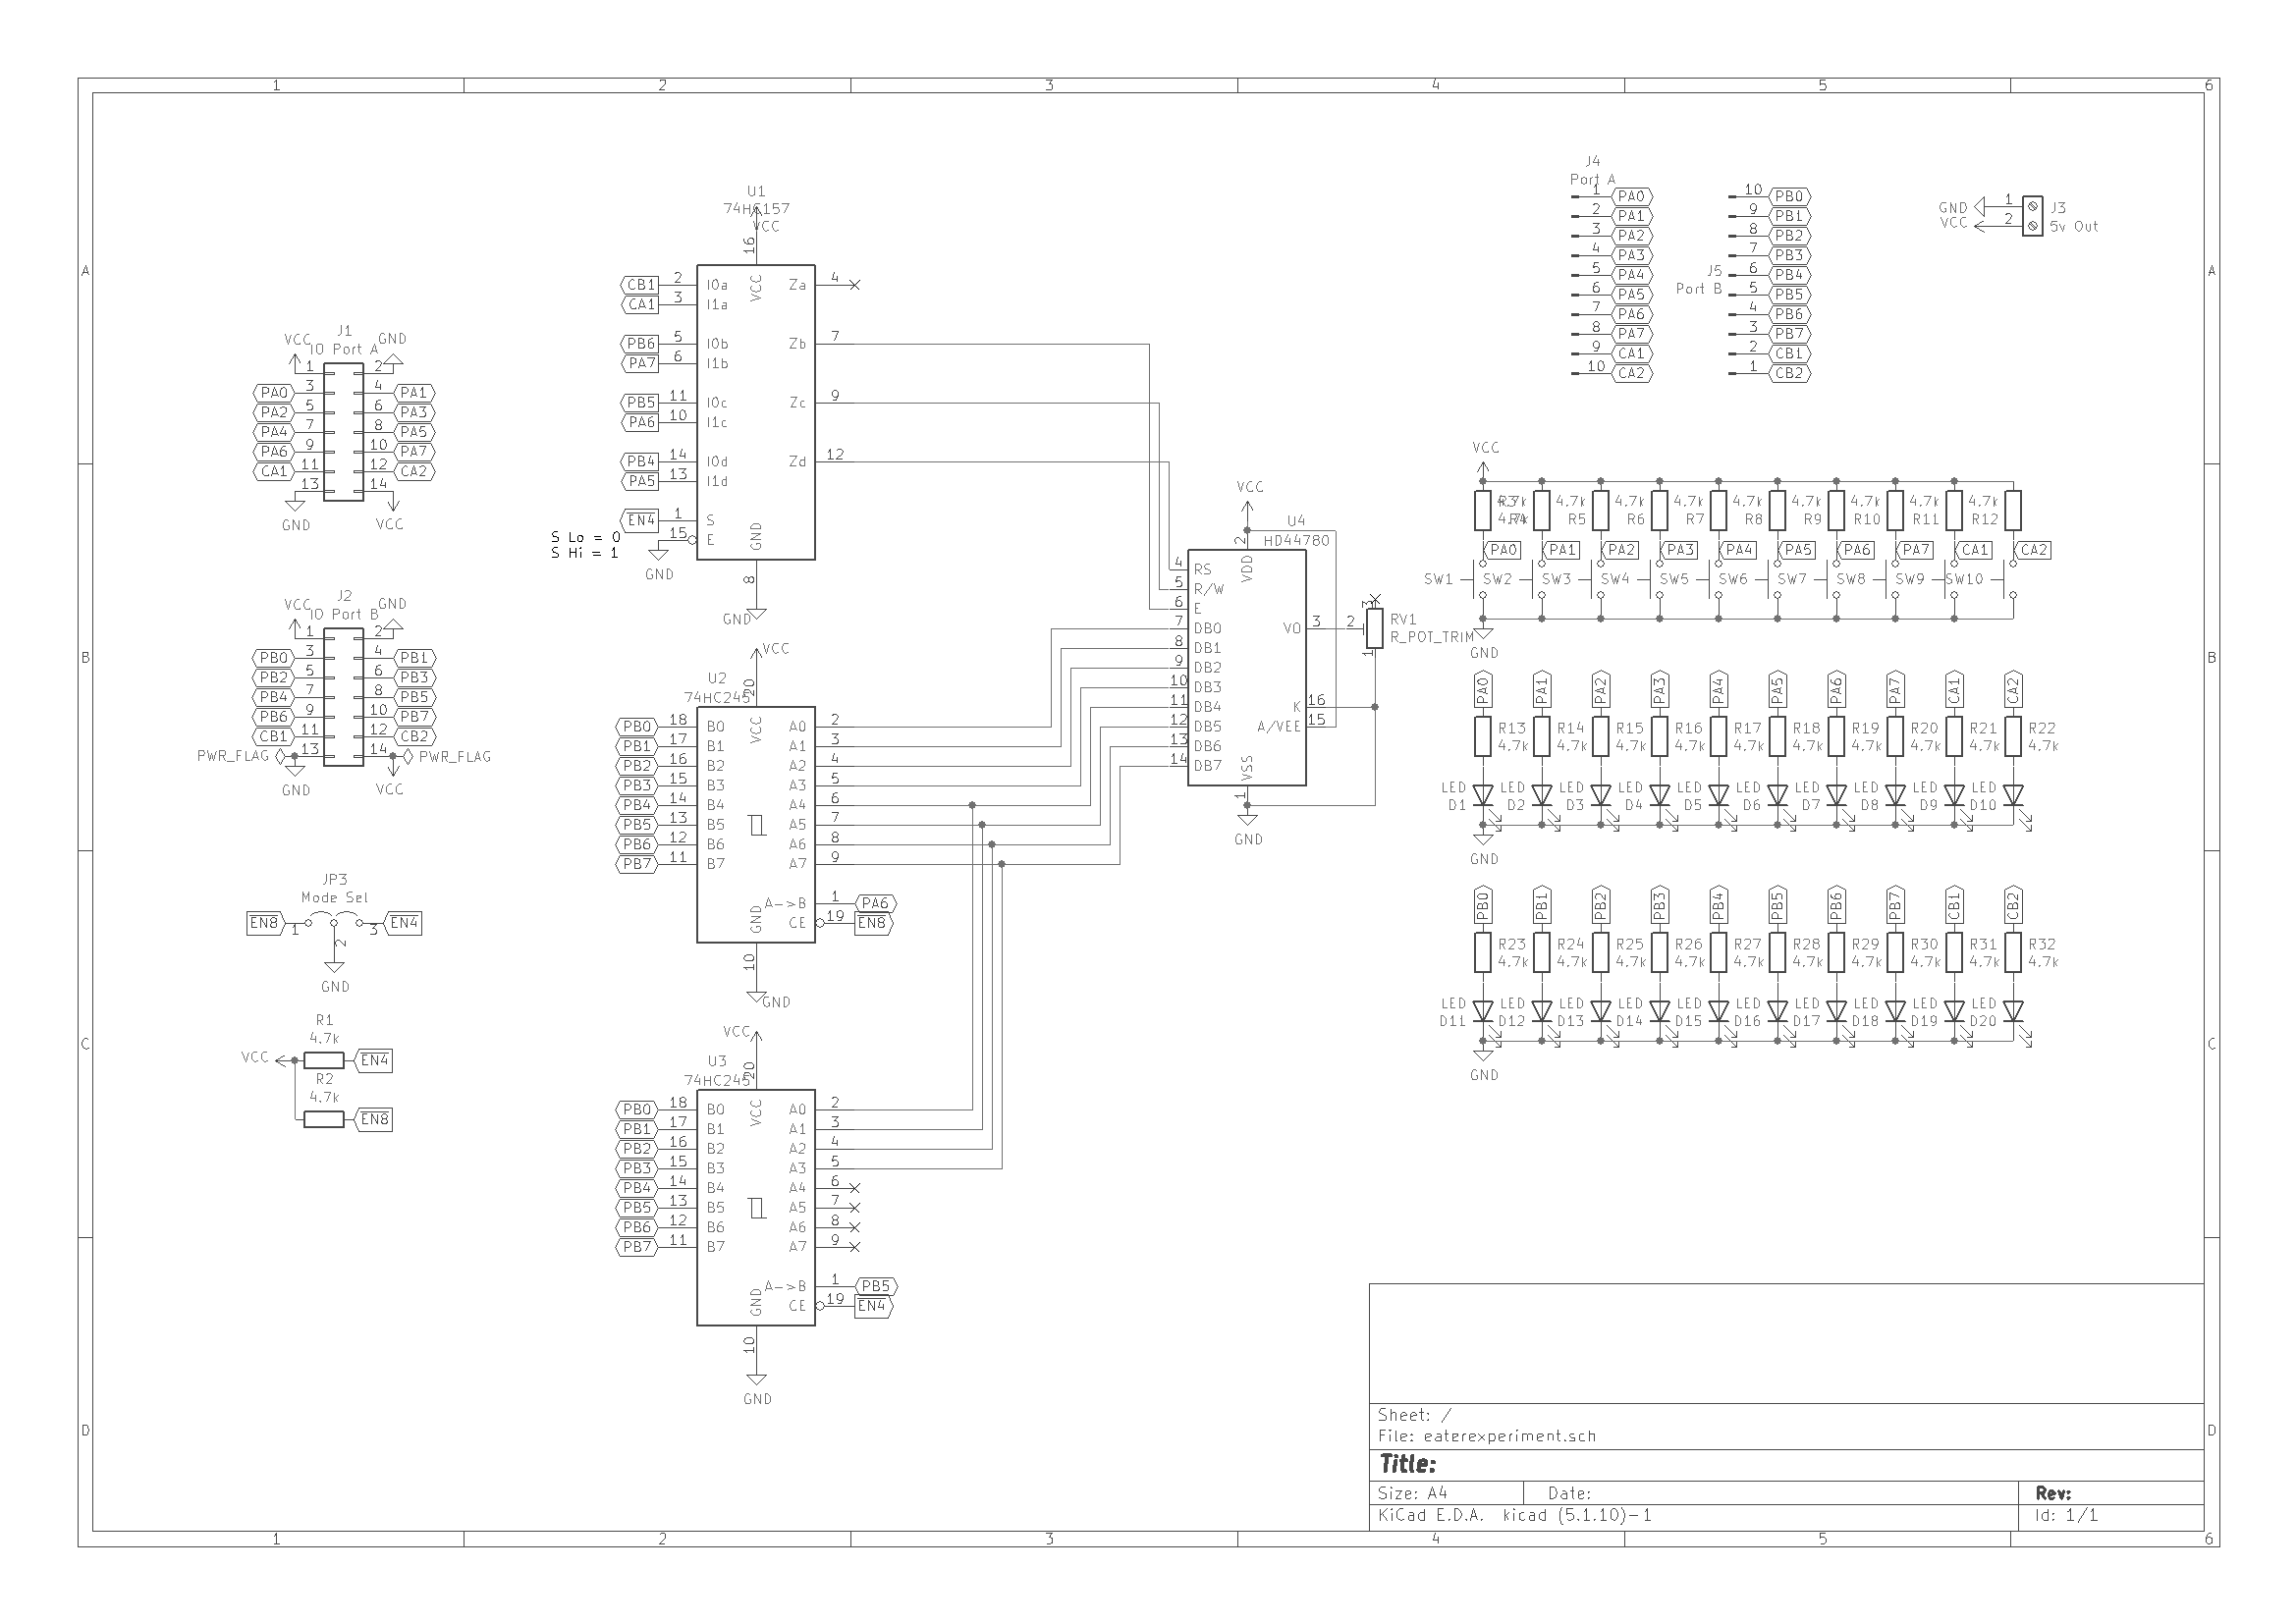 1 2 3 4 5 6
A
B
C
D
J1
IO Port A
VCC
GND
1 2
PA0 3 4 PA1
PA2 5 6 PA3
PA4 7 8 PA5
PA6 9 10 PA7
CA1 11 12 CA2
13 14
GND
VCC
J2
IO Port B
VCC
GND
1 2
PB0 3 4 PB1
PB2 5 6 PB3
PB4 7 8 PB5
PB6 9 10 PB7
CB1 11 12 CB2
PWR_FLAG 13 14 PWR_FLAG
GND
VCC
JP3
Mode Sel
EN8 1 2 3 EN4
GND
R1
4.7k
VCC EN4
R2
4.7k
EN8
U1
74HC157
VCC
16
VCC
CB1 2 I0a Za 4
CA1 3 I1a
PB6 5 I0b Zb 7
PA7 6 I1b
PB5 11 I0c Zc 9
PA6 10 I1c
PB4 14 I0d Zd 12
PA5 13 I1d
EN4 1 S
15 E
S Lo = 0
S Hi = 1
GND
GND
8
GND
VCC
U2
74HC245
20
VCC
PB0 18 B0 A0 2
PB1 17 B1 A1 3
PB2 16 B2 A2 4
PB3 15 B3 A3 5
PB4 14 B4 A4 6
PB5 13 B5 A5 7
PB6 12 B6 A6 8
PB7 11 B7 A7 9
A->B 1 PA6
CE 19 EN8
GND
10
GND
VCC
U3
74HC245
20
VCC
PB0 18 B0 A0 2
PB1 17 B1 A1 3
PB2 16 B2 A2 4
PB3 15 B3 A3 5
PB4 14 B4 A4 6
PB5 13 B5 A5 7
PB6 12 B6 A6 8
PB7 11 B7 A7 9
A->B 1 PB5
CE 19 EN4
GND
10
GND
VCC
U4
HD44780
2
VDD
4 RS
5 R/W
6 E
7 DB0 VO 3
8 DB1
9 DB2
10 DB3
11 DB4 K 16
12 DB5 A/VEE 15
13 DB6
14 DB7
VSS
1
GND
3
2
1
RV1
R_POT_TRIM
J4
Port A
1 PA0
2 PA1
3 PA2
4 PA3
5 PA4
6 PA5
7 PA6
8 PA7
9 CA1
10 CA2
J5
Port B
10 PB0
9 PB1
8 PB2
7 PB3
6 PB4
5 PB5
4 PB6
3 PB7
2 CB1
1 CB2
GND 1 J3
VCC 2 5v Out
VCC
R3 4.7k 4.7k 4.7k 4.7k 4.7k 4.7k 4.7k 4.7k 4.7k
4.7k R4 R5 R6 R7 R8 R9 R10 R11 R12
PA0 PA1 PA2 PA3 PA4 PA5 PA6 PA7 CA1 CA2
SW1 SW2 SW3 SW4 SW5 SW6 SW7 SW8 SW9 SW10
GND
PA0 PA1 PA2 PA3 PA4 PA5 PA6 PA7 CA1 CA2
R13 R14 R15 R16 R17 R18 R19 R20 R21 R22
4.7k 4.7k 4.7k 4.7k 4.7k 4.7k 4.7k 4.7k 4.7k 4.7k
LED LED LED LED LED LED LED LED LED LED
D1 D2 D3 D4 D5 D6 D7 D8 D9 D10
GND
PB0 PB1 PB2 PB3 PB4 PB5 PB6 PB7 CB1 CB2
R23 R24 R25 R26 R27 R28 R29 R30 R31 R32
4.7k 4.7k 4.7k 4.7k 4.7k 4.7k 4.7k 4.7k 4.7k 4.7k
LED LED LED LED LED LED LED LED LED LED
D11 D12 D13 D14 D15 D16 D17 D18 D19 D20
GND
Sheet: /
File: eaterexperiment.sch
Title:
Size: A4 Date: Rev:
KiCad E.D.A. kicad (5.1.10)-1 Id: 1/1
A
B
C
D
1 2 3 4 5 6